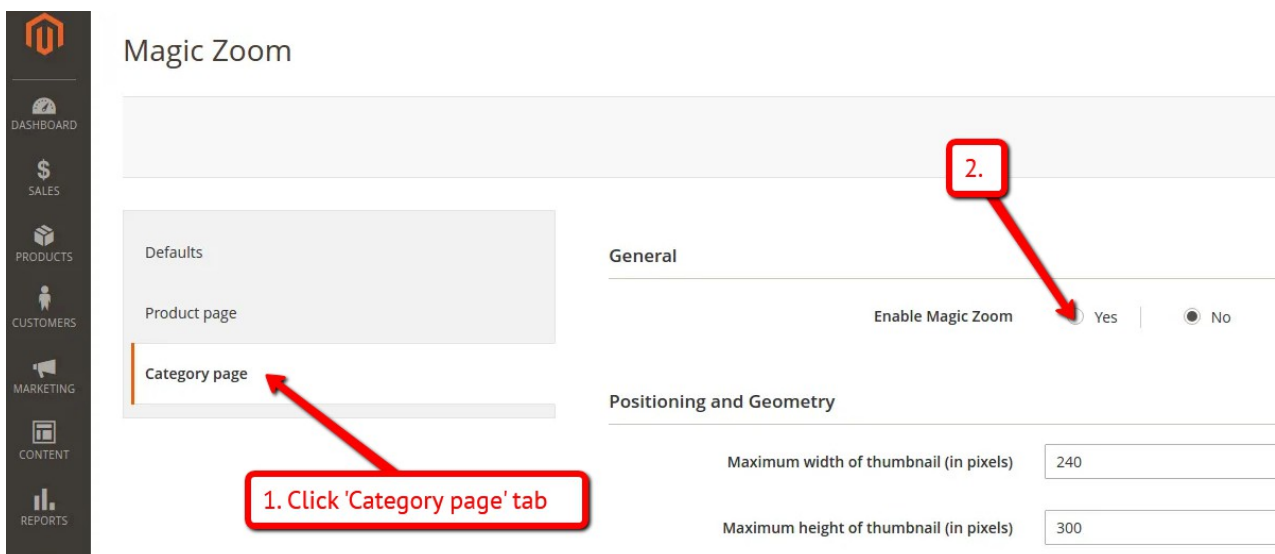 Magic Zoom
DASHBOARD
SALES
PRODUCTS
CUSTOMERS
MARKETING
CONTENT
REPORTS
Defaults
Product page
Category page
1. Click 'Category page' tab
2.
General
Enable Magic Zoom Yes No
Positioning and Geometry
Maximum width of thumbnail (in pixels) 240
Maximum height of thumbnail (in pixels) 300